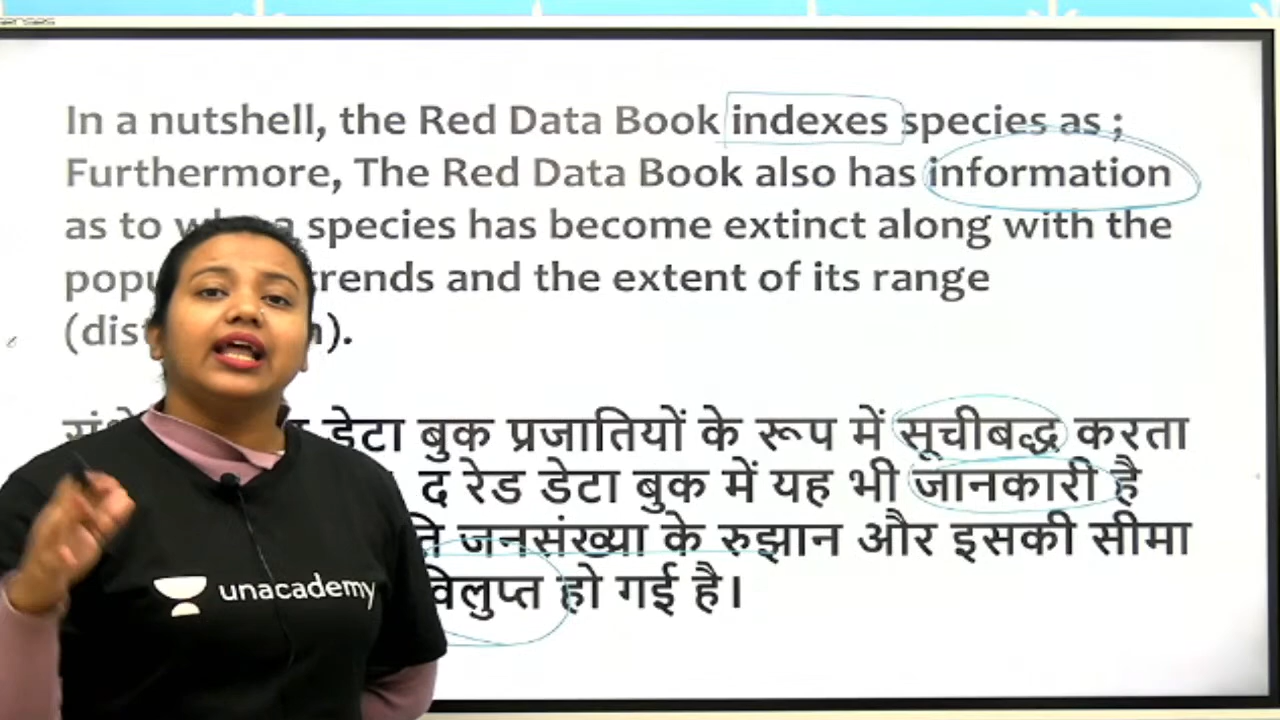 In a nutshell, the Red Data Book indexes species as ;
Furthermore, The Red Data Book also has information
as to a species has become extinct along with the
trends and the extent of its range
डेटा बुक प्रजातियों के रूप में सूचीबद्ध करता
द रेड डेटा बुक में यह भी जानकारी है
जनसंख्या के रुझान और इसकी सीमा
विलुप्त हो गई है।
unacademy